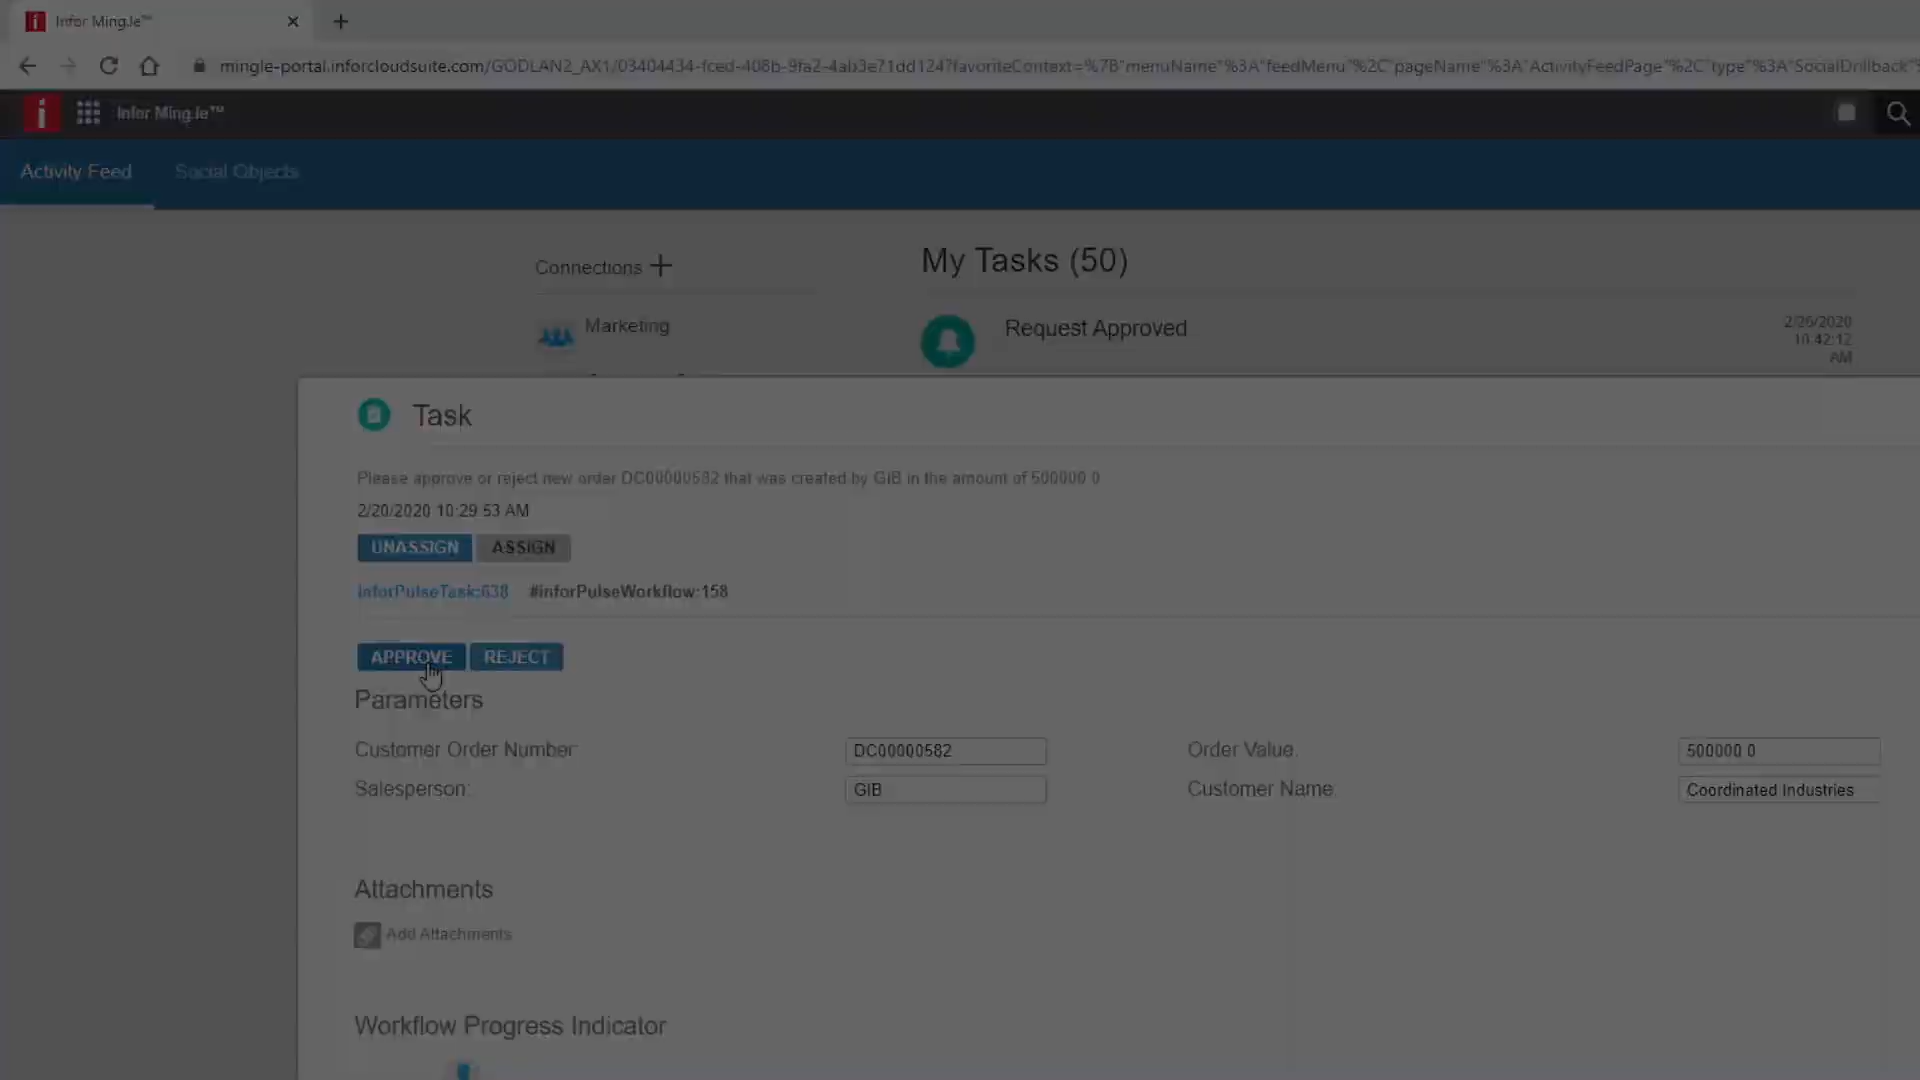 Infor Ming.le™
mingle-portal.inforcloudsuite.com/GODLAN2_AX1/03404434-fced-408b-9fa2-4ab3e71dd124?favoriteContext=%7B"menuName"%3A"feedMenu"%2C"pageName"%3A"ActivityFeedPage"%2C"type"%3A"SocialDrillback"%
Infor Ming.le™
Activity Feed Social Objects
Connections +
My Tasks (50)
Marketing
Request Approved
2/26/2020
10:42:12
AM
Task
Please approve or reject new order DC00000582 that was created by GIB in the amount of 500000.0
2/20/2020 10:29:53 AM
UNASSIGN ASSIGN
inforPulseTask:638 #inforPulseWorkflow:158
APPROVE REJECT
Parameters
Customer Order Number: DC00000582 Order Value: 500000.0
Salesperson: GIB Customer Name: Coordinated Industries
Attachments
Add Attachments
Workflow Progress Indicator